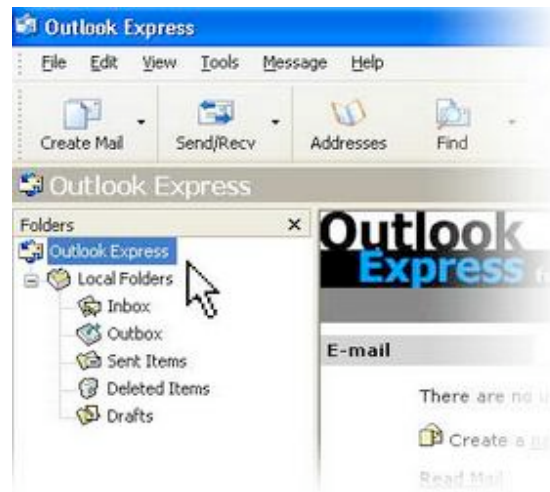 Outlook Express
File Edit View Tools Message Help
Create Mail Send/Recv Addresses Find
Outlook Express
Folders
Outlook Express
Local Folders
Inbox
Outbox
Sent Items
Deleted Items
Drafts
Outlook
Express
E-mail
There are no
Create a
Read Mail